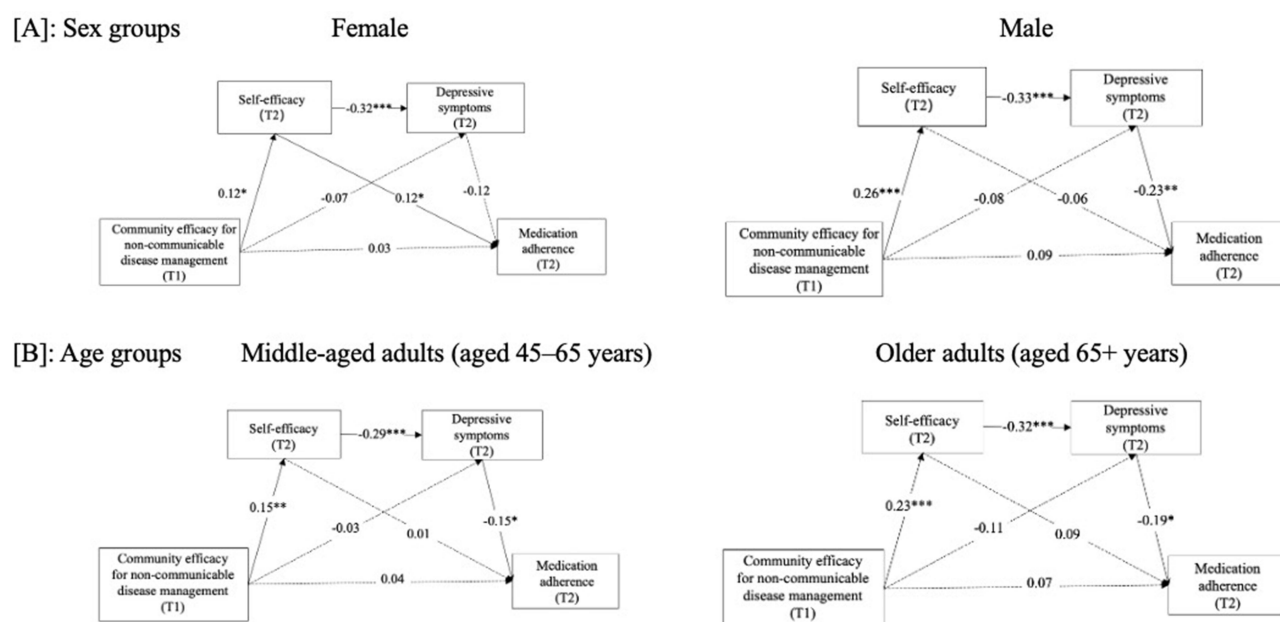 [A]: Sex groups
Female
Male
Self-efficacy
(T2)
-0.32***
Depressive
symptoms
(T2)
0.12*
-0.07
0.12*
-0.12
Community efficacy for
non-communicable
disease management
(T1)
0.03
Medication
adherence
(T2)
Self-efficacy
(T2)
-0.33***
Depressive
symptoms
(T2)
0.26***
-0.08
-0.06
-0.23**
Community efficacy for
non-communicable
disease management
(T1)
0.09
Medication
adherence
(T2)
[B]: Age groups
Middle-aged adults (aged 45–65 years)
Older adults (aged 65+ years)
Self-efficacy
(T2)
-0.29***
Depressive
symptoms
(T2)
0.15**
-0.03
0.01
-0.15*
Community efficacy
for non-communicable
disease management
(T1)
0.04
Medication
adherence
(T2)
Self-efficacy
(T2)
-0.32***
Depressive
symptoms
(T2)
0.23***
-0.11
0.09
-0.19*
Community efficacy
for non-communicable
disease management
(T1)
0.07
Medication
adherence
(T2)